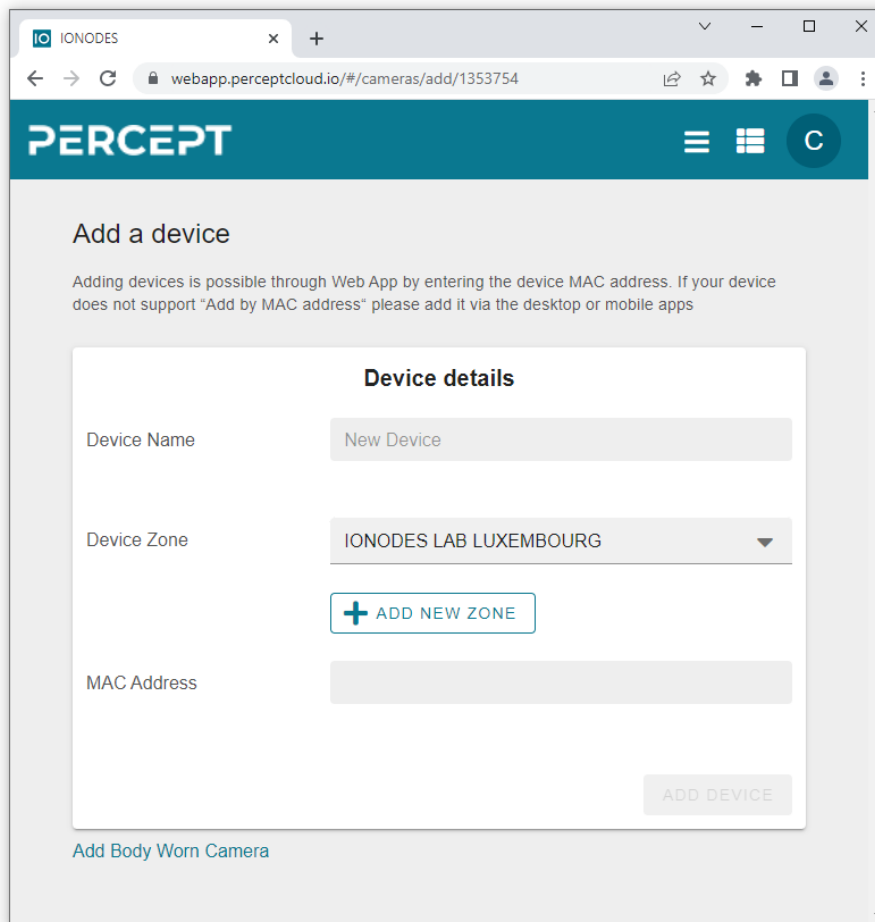 IO IONODES
webapp.perceptcloud.io/#/cameras/add/1353754
PERCEPT
C
Add a device
Adding devices is possible through Web App by entering the device MAC address. If your device
does not support “Add by MAC address“ please add it via the desktop or mobile apps
Device details
Device Name
New Device
Device Zone
IONODES LAB LUXEMBOURG
ADD NEW ZONE
MAC Address
ADD DEVICE
Add Body Worn Camera